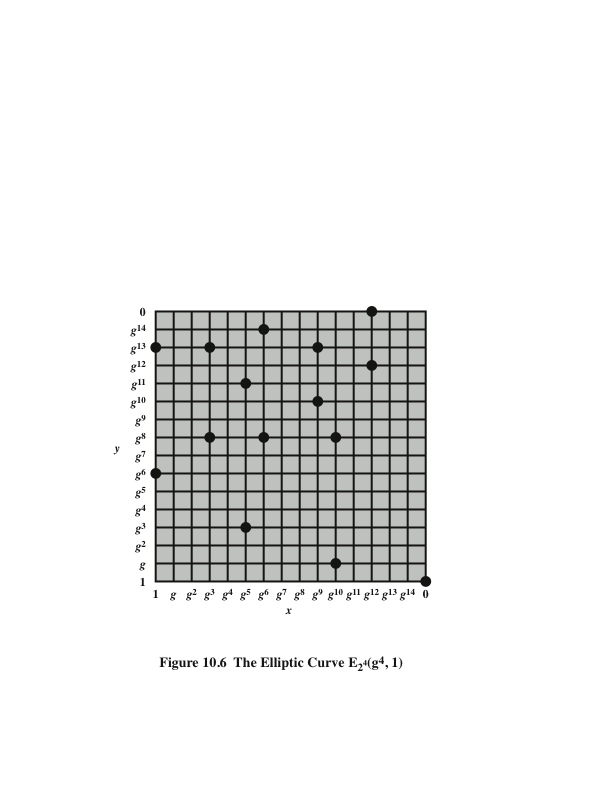 0
g14
g13
g12
g11
g10
g9
g8
y
g7
g6
g5
g4
g3
g2
g
1
1 g g2 g3 g4 g5 g6 g7 g8 g9 g10 g11 g12 g13 g14 0
x
Figure 10.6 The Elliptic Curve E24(g4, 1)